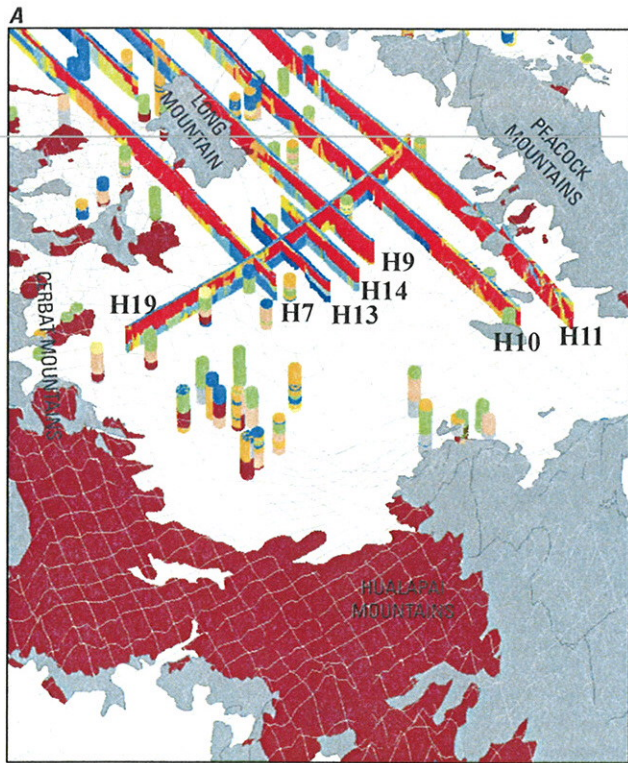 A
LONG
MOUNTAIN
PEACOCK
MOUNTAINS
CERBAT MOUNTAINS
H19
H7
H13
H14
H9
H10
H11
HUALAPAI
MOUNTAINS